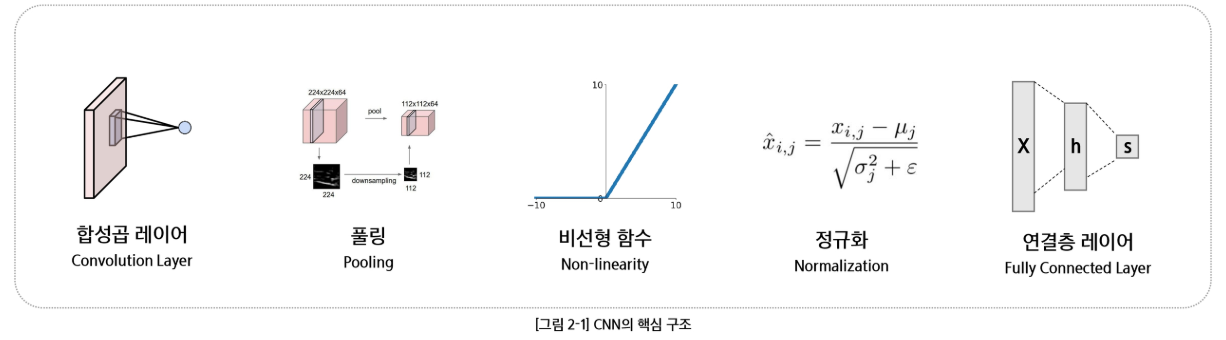 224x224x64
pool
112x112x64
224
downsampling
112
224
112
10
0
-10
10
x̂_{i,j} = \frac{x_{i,j} - μ_j}{\sqrt{σ_j^2 + ε}}
X
h
s
합성곱 레이어
Convolution Layer
풀링
Pooling
비선형 함수
Non-linearity
정규화
Normalization
연결층 레이어
Fully Connected Layer
[그림 2-1] CNN의 핵심 구조